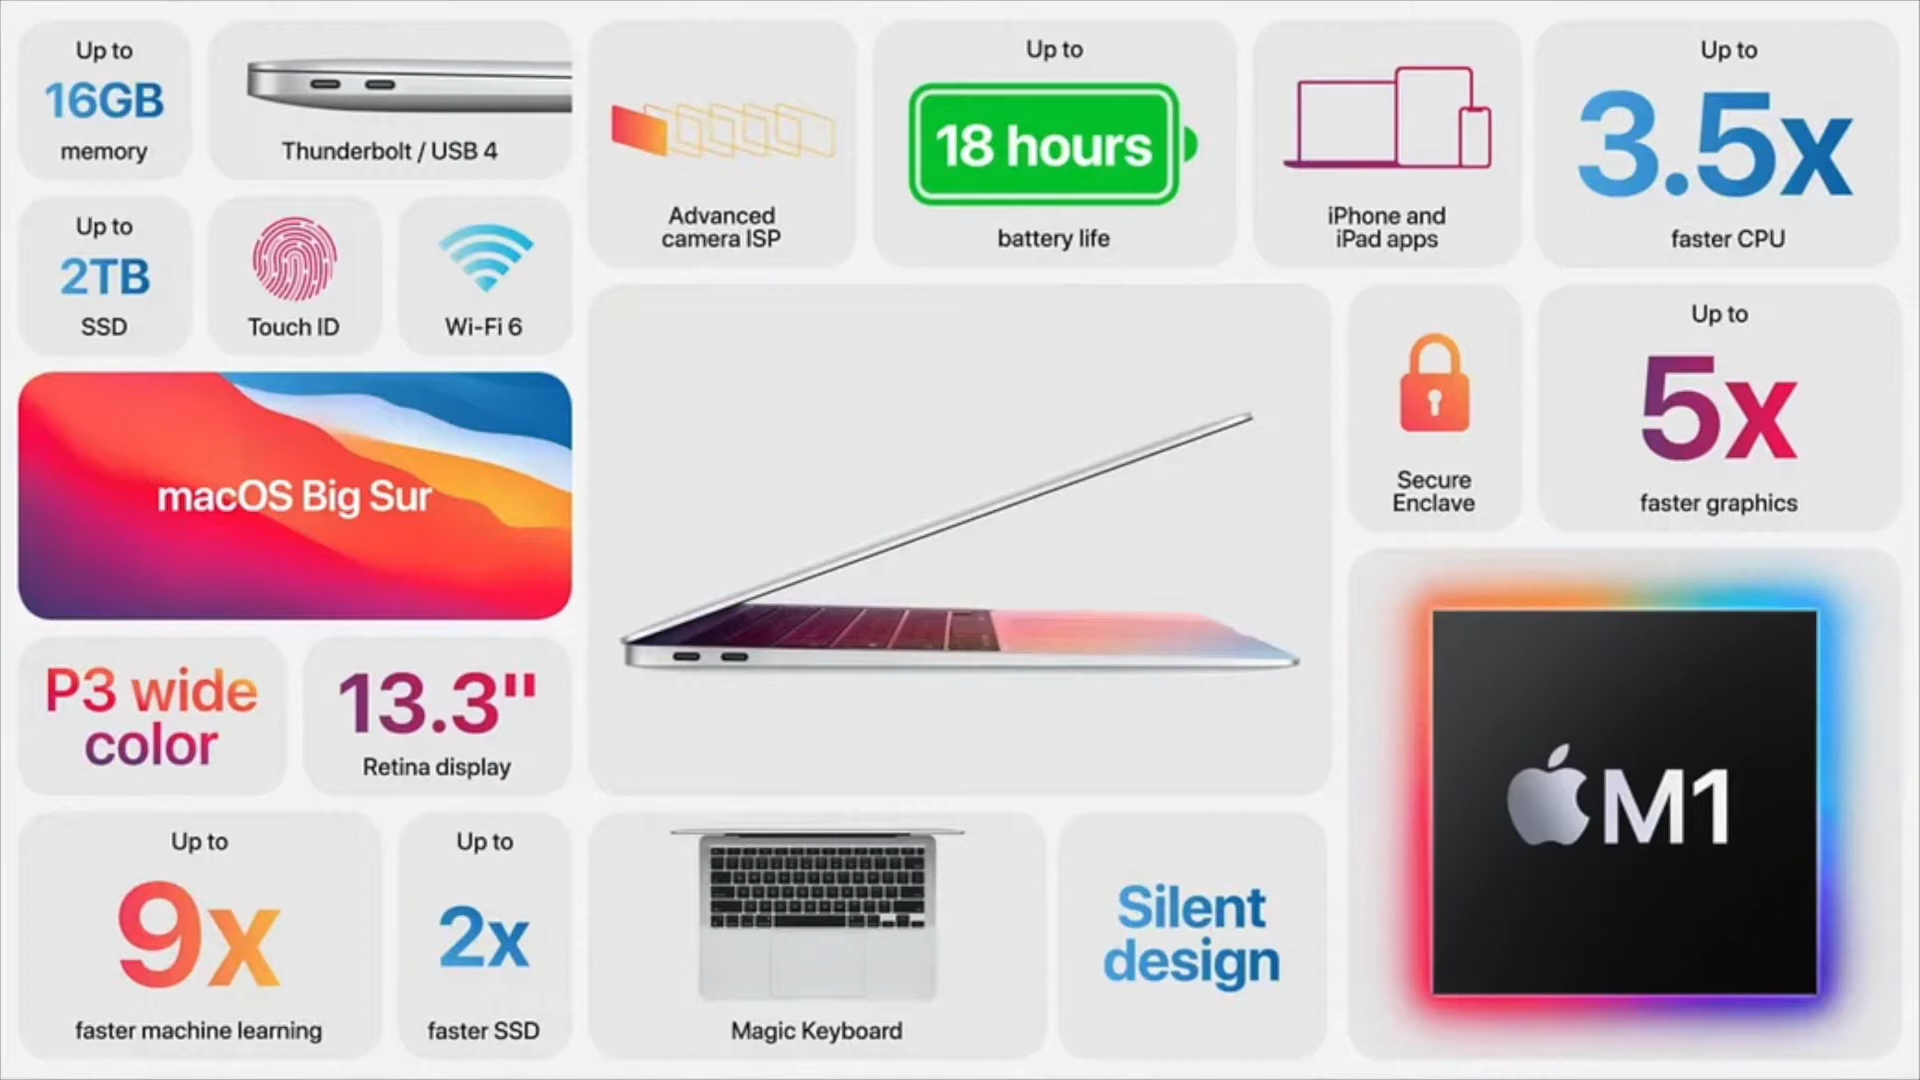 Up to
16GB
memory
Thunderbolt / USB 4
Advanced
camera ISP
Up to
18 hours
battery life
iPhone and
iPad apps
Up to
3.5x
faster CPU
Up to
2TB
SSD
Touch ID
Wi-Fi 6
macOS Big Sur
Secure
Enclave
Up to
5x
faster graphics
P3 wide
color
13.3"
Retina display
M1
Up to
9x
faster machine learning
Up to
2x
faster SSD
Magic Keyboard
Silent
design